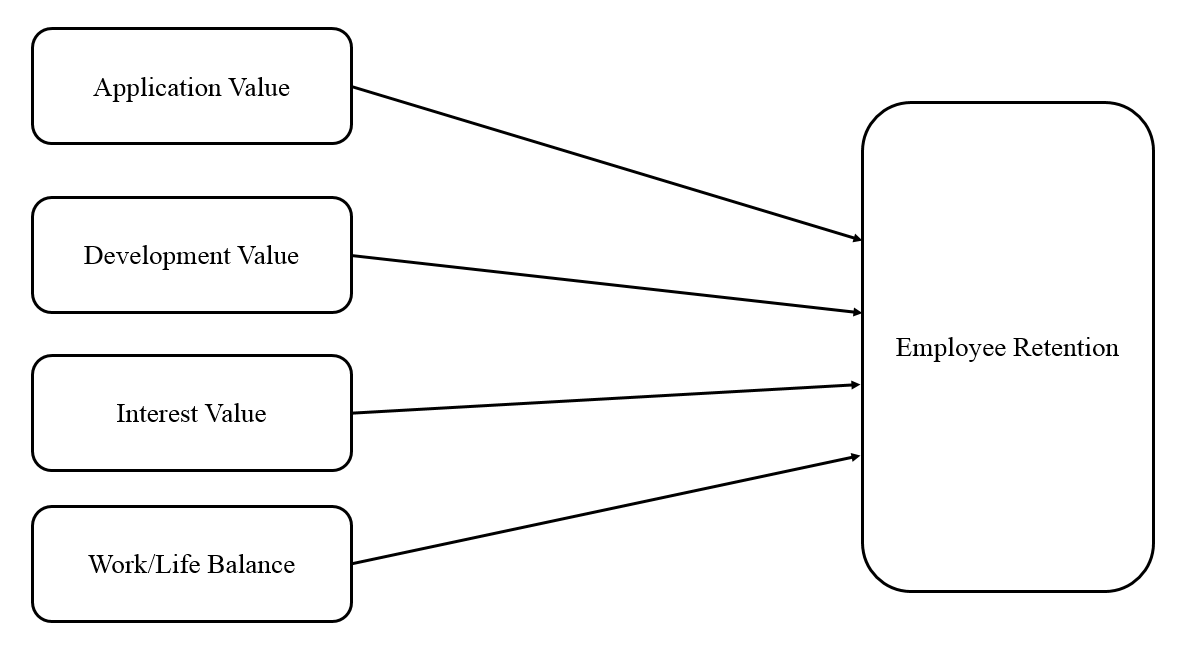 Application Value
Development Value
Employee Retention
Interest Value
Work/Life Balance